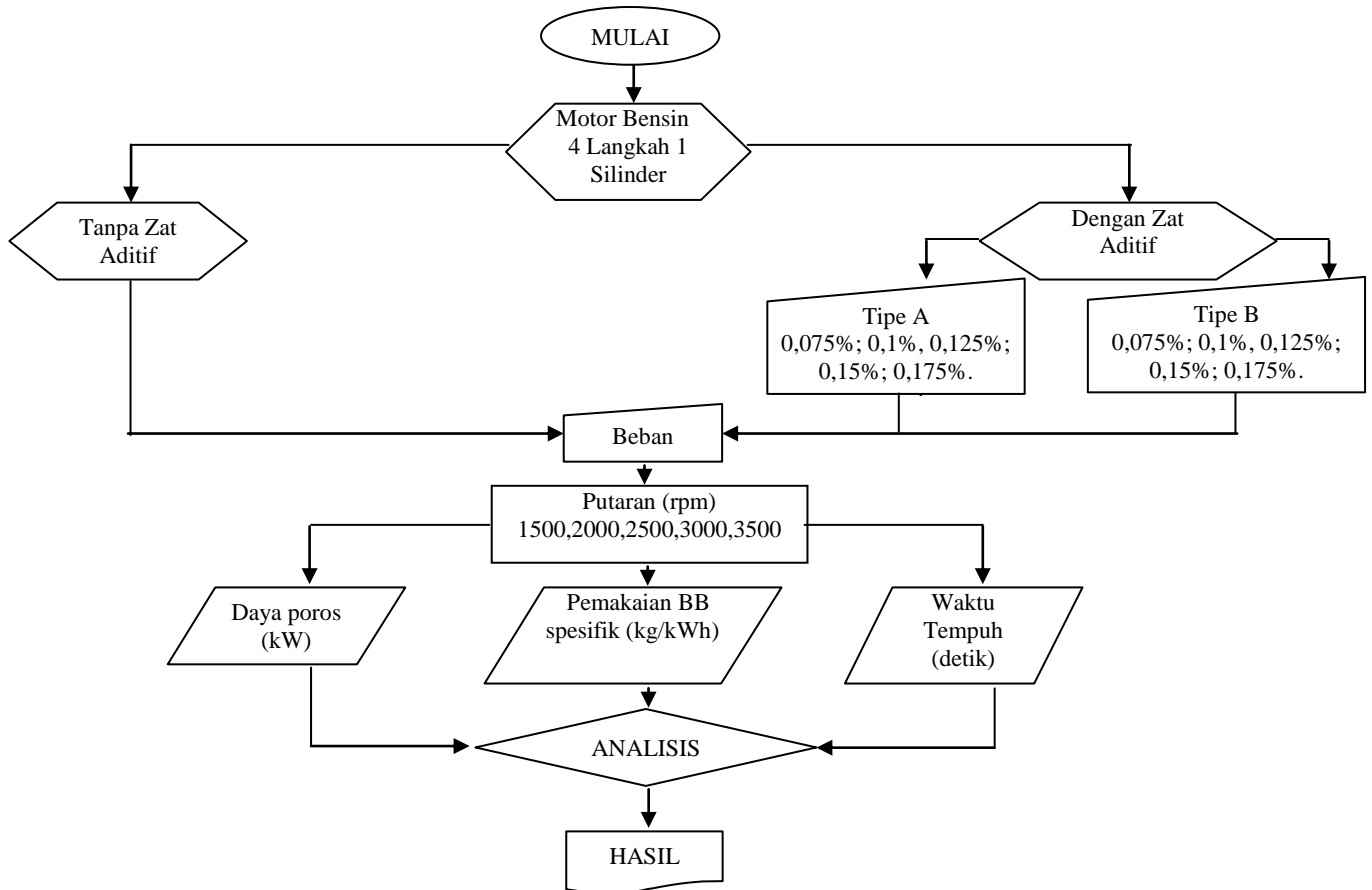 MULAI
Motor Bensin
4 Langkah 1
Silinder
Tanpa Zat
Aditif
Dengan Zat
Aditif
Tipe A
0,075%; 0,1%, 0,125%;
0,15%; 0,175%.
Tipe B
0,075%; 0,1%, 0,125%;
0,15%; 0,175%.
Beban
Putaran (rpm)
1500,2000,2500,3000,3500
Daya poros
(kW)
Pemakaian BB
spesifik (kg/kWh)
Waktu
Tempuh
(detik)
ANALISIS
HASIL